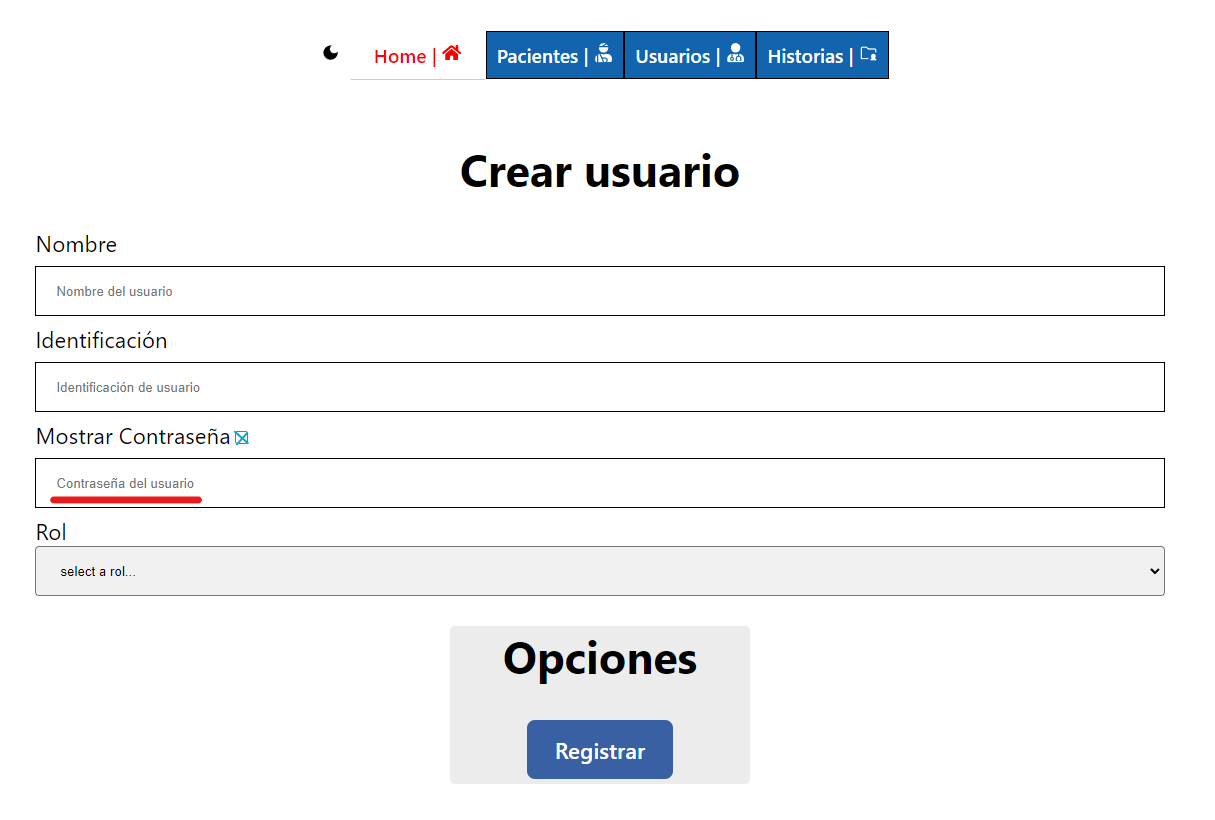 Home | Pacientes | Usuarios | Historias |
Crear usuario
Nombre
Nombre del usuario
Identificación
Identificación de usuario
Mostrar Contraseña
Contraseña del usuario
Rol
select a rol...
Opciones
Registrar